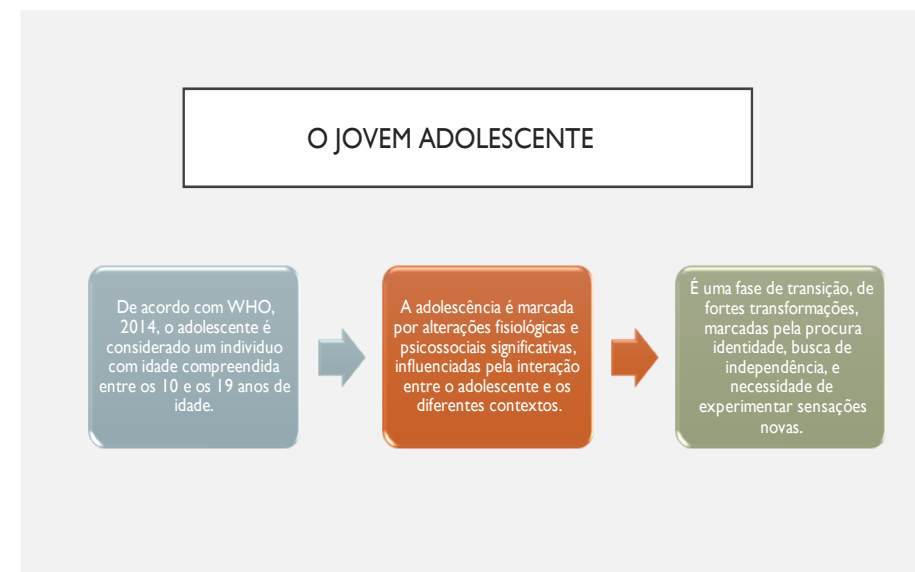 O JOVEM ADOLESCENTE
De acordo com WHO,
2014, o adolescente é
considerado um individuo
com idade compreendida
entre os 10 e os 19 anos de
idade.
A adolescência é marcada
por alterações fisiológicas e
psicossociais significativas,
influenciadas pela interação
entre o adolescente e os
diferentes contextos.
É uma fase de transição, de
fortes transformações,
marcadas pela procura
identidade, busca de
independência, e
necessidade de
experimentar sensações
novas.